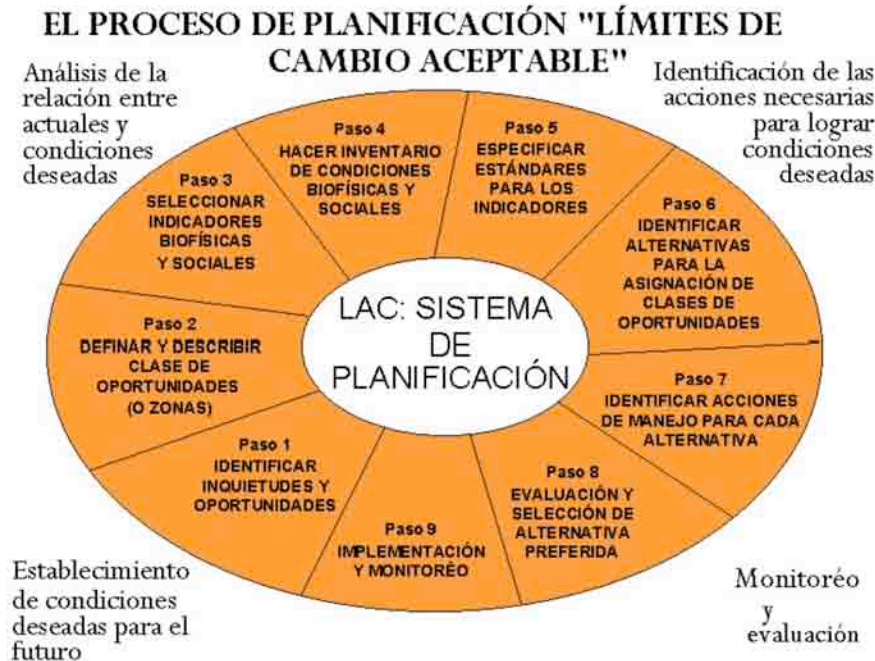 EL PROCESO DE PLANIFICACIÓN "LÍMITES DE
CAMBIO ACEPTABLE"
Análisis de la
relación entre
actuales y
condiciones
deseadas
Identificación de las
acciones necesarias
para lograr
condiciones
deseadas
Paso 1
IDENTIFICAR
INQUIETUDES Y
OPORTUNIDADES
Paso 2
DEFINAR Y DESCRIBIR
CLASE DE
OPORTUNIDADES
(O ZONAS)
Paso 3
SELECCIONAR
INDICADORES
BIOFÍSICAS
Y SOCIALES
Paso 4
HACER INVENTARIO
DE CONDICIONES
BIOFÍSICAS Y
SOCIALES
Paso 5
ESPECIFICAR
ESTÁNDARES
PARA LOS
INDICADORES
Paso 6
IDENTIFICAR
ALTERNATIVAS
PARA LA
ASIGNACIÓN DE
CLASES DE
OPORTUNIDADES
Paso 7
IDENTIFICAR ACCIONES
DE MANEJO PARA CADA
ALTERNATIVA
Paso 8
EVALUACIÓN Y
SELECCIÓN DE
ALTERNATIVA
PREFERIDA
Paso 9
IMPLEMENTACIÓN
Y MONITORÉO
LAC: SISTEMA
DE
PLANIFICACIÓN
Establecimiento
de condiciones
deseadas para el
futuro
Monitoréo
y
evaluación